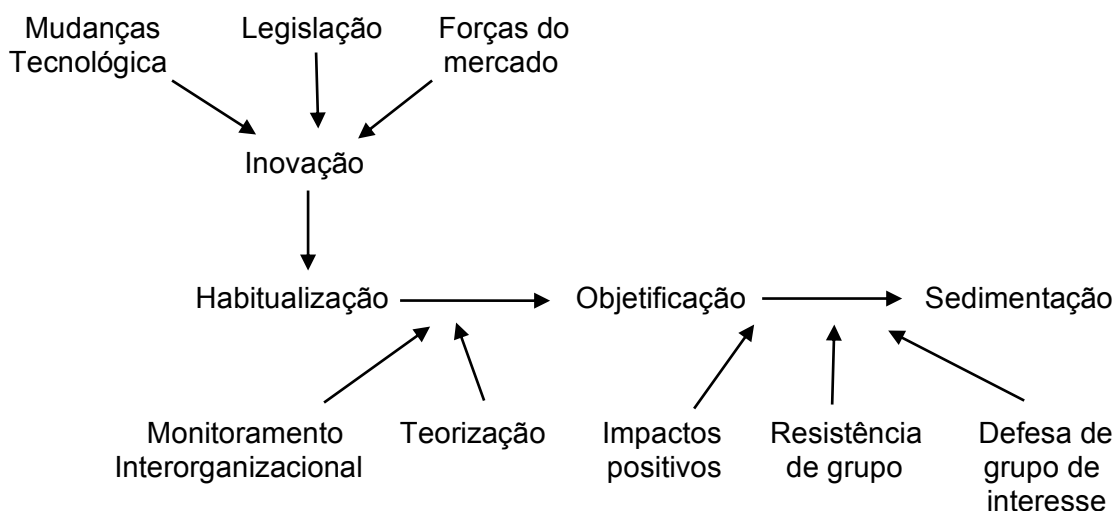 Mudanças
Tecnológica
Legislação
Forças do
mercado
Inovação
Habitualização
Objetificação
Sedimentação
Monitoramento
Interorganizacional
Teorização
Impactos
positivos
Resistência
de grupo
Defesa de
grupo de
interesse